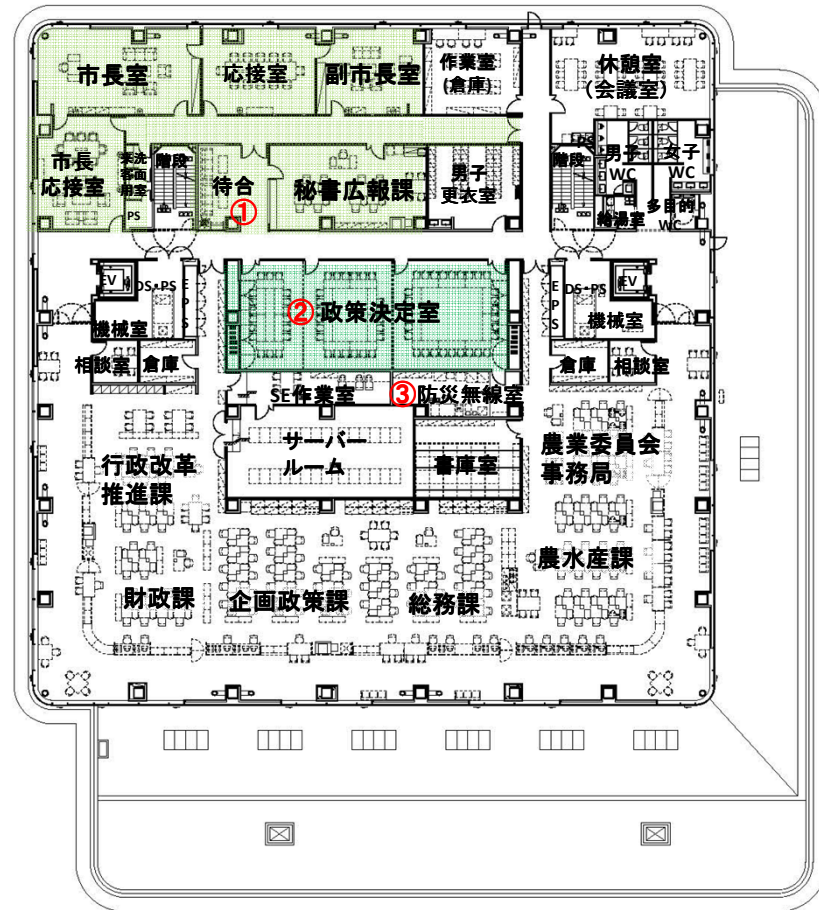 市長室
応接室
副市長室
作業室
(倉庫)
休憩室
(会議室)
市長
応接室
来客用
洗面室
PS
階段
待合
①
秘書広報課
男子
更衣室
階段
PS
男子
WC
女子
WC
給湯室
多目的
WC
EV
DS・PS
EPS
機械室
相談室
倉庫
②政策決定室
EPS
DS・PS
EV
機械室
倉庫
相談室
SE作業室
③防災無線室
サーバー
ルーム
書庫室
行政改革
推進課
農業委員会
事務局
財政課
企画政策課
総務課
農水産課